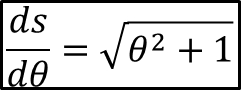 ds/dθ = √(θ² + 1)